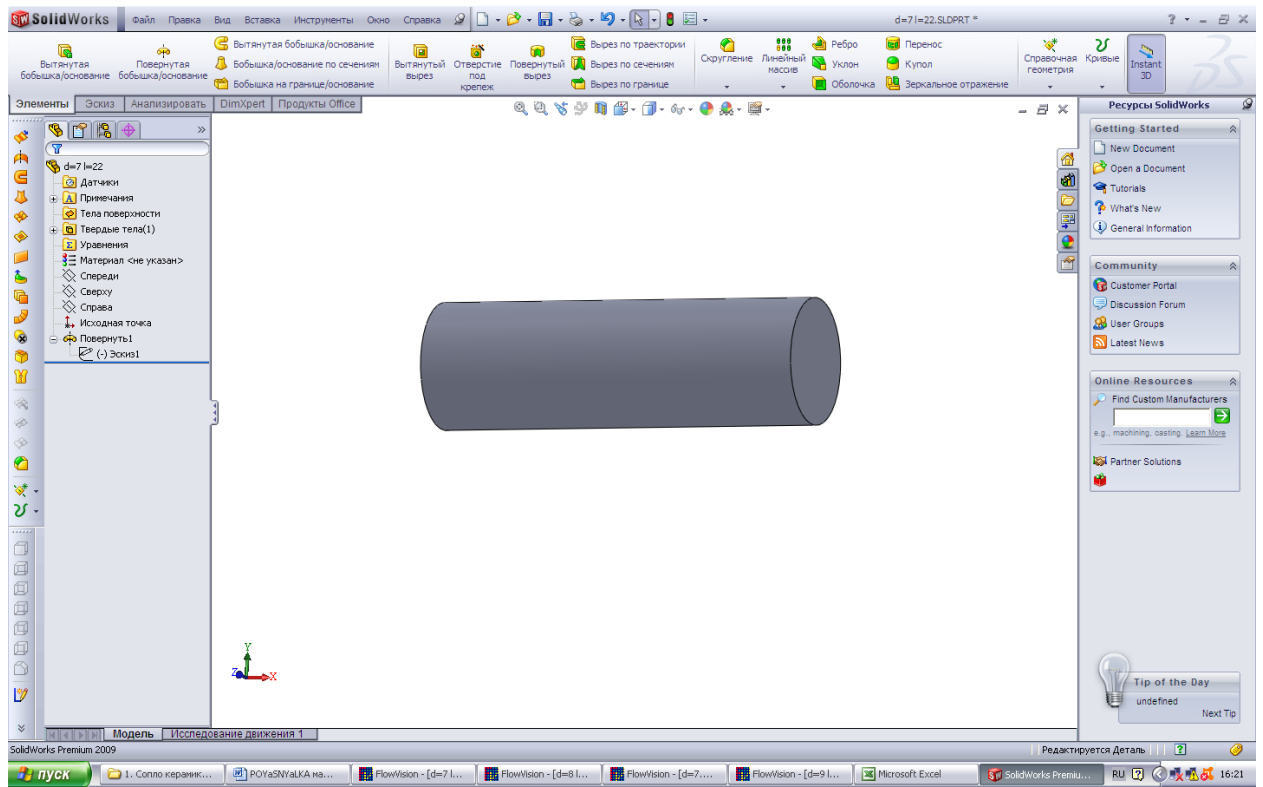 SolidWorks Файл Правка Вид Вставка Инструменты Окно Справка d=7 l=22.SLDPRT *
Вытянутая бобышка/основание
Повернутая бобышка/основание
Вытянутая бобышка/основание
Бобышка/основание по сечениям
Бобышка на границе/основание
Вытянутый вырез
Отверстие под крепеж
Повернутый вырез
Вырез по траектории
Вырез по сечениям
Вырез по границе
Скругление
Линейный массив
Ребро
Уклон
Оболочка
Перенос
Купол
Зеркальное отражение
Справочная геометрия
Кривые
Instant 3D
Элементы Эскиз Анализировать DimXpert Продукты Office
d=7 l=22
Датчики
Примечания
Тела поверхности
Твердые тела(1)
Уравнения
Материал <не указан>
Спереди
Сверху
Справа
Исходная точка
Повернуть1
(-) Эскиз1
Y
Z
X
Ресурсы SolidWorks
Getting Started
New Document
Open a Document
Tutorials
What's New
General Information
Community
Customer Portal
Discussion Forum
User Groups
Latest News
Online Resources
Find Custom Manufacturers
e.g., machining, casting. Learn More
Partner Solutions
Tip of the Day
undefined
Next Tip
Модель Исследование движения 1
SolidWorks Premium 2009 Редактируется Деталь
пуск 1. Сопло керамик... POYaSNYaLKA ма... FlowVision - [d=7 l... FlowVision - [d=8 l... FlowVision - [d=7.... FlowVision - [d=9 l... Microsoft Excel SolidWorks Premiu... RU 16:21